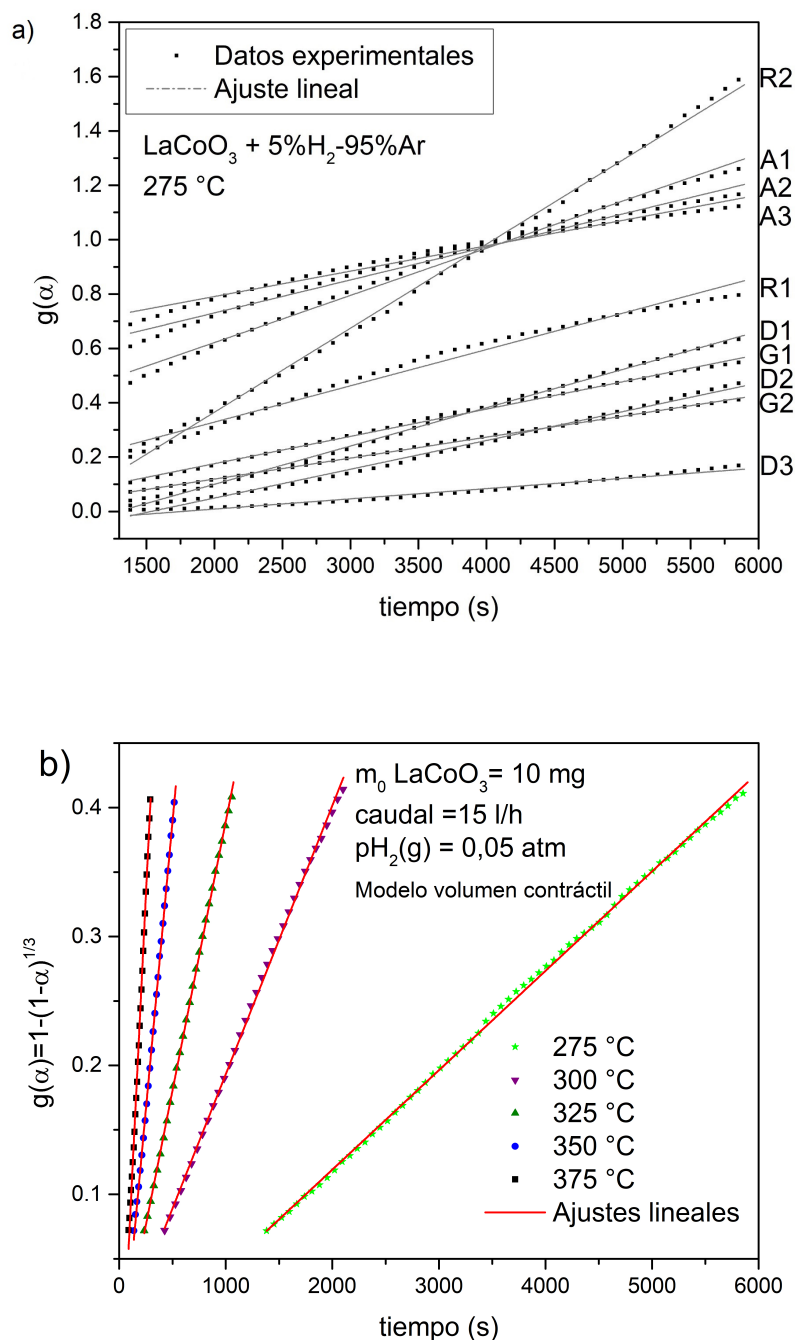 a)
1.8
1.6
1.4
1.2
1.0
0.8
0.6
0.4
0.2
0.0
g(α)
Datos experimentales
Ajuste lineal
LaCoO₃ + 5%H₂-95%Ar
275 °C
R2
A1
A2
A3
R1
D1
G1
D2
G2
D3
1500 2000 2500 3000 3500 4000 4500 5000 5500 6000
tiempo (s)
b)
0.4
0.3
0.2
0.1
g(α)=1-(1-α)^1/3
m₀ LaCoO₃= 10 mg
caudal =15 l/h
pH₂(g) = 0,05 atm
Modelo volumen contráctil
275 °C
300 °C
325 °C
350 °C
375 °C
Ajustes lineales
0 1000 2000 3000 4000 5000 6000
tiempo (s)